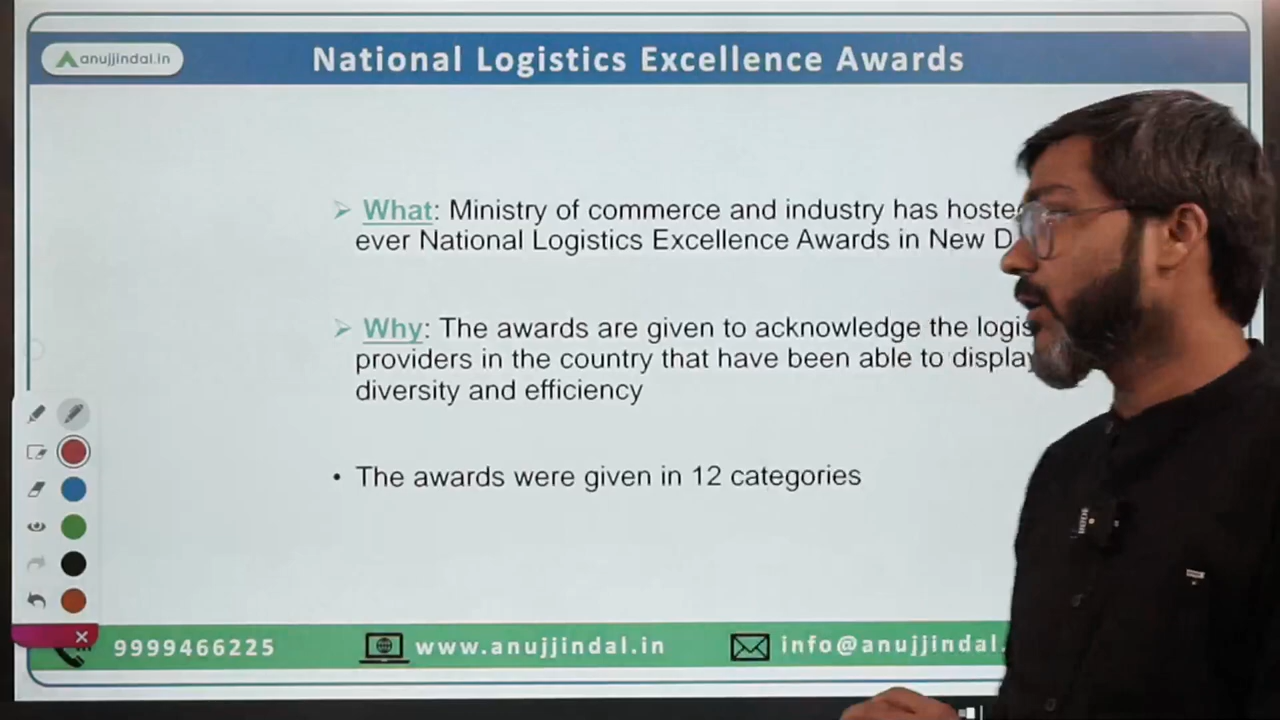 anujjindal.in
National Logistics Excellence Awards
➢ What: Ministry of commerce and industry has
ever National Logistics Excellence Awards in New
➢ Why: The awards are given to acknowledge the
providers in the country that have been able to display
diversity and efficiency
• The awards were given in 12 categories
9999466225
www.anujjindal.in
info@anujjindal.